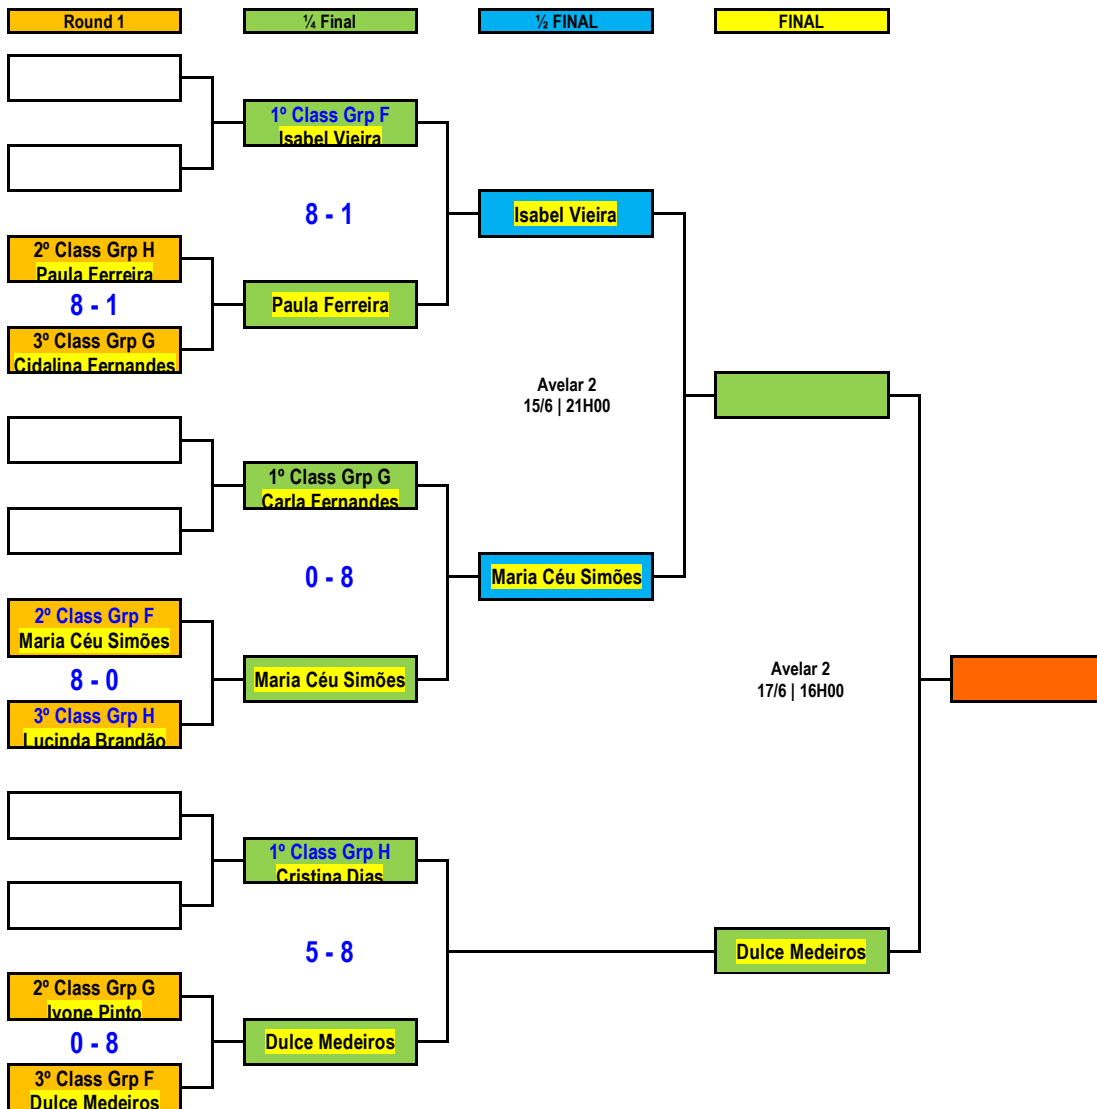 Round 1
¼ Final
½ FINAL
FINAL
1º Class Grp F
Isabel Vieira
8 - 1
Isabel Vieira
2º Class Grp H
Paula Ferreira
8 - 1
Paula Ferreira
3º Class Grp G
Cidalina Fernandes
Avelar 2
15/6 | 21H00
1º Class Grp G
Carla Fernandes
0 - 8
Maria Céu Simões
2º Class Grp F
Maria Céu Simões
8 - 0
Maria Céu Simões
3º Class Grp H
Lucinda Brandão
Avelar 2
17/6 | 16H00
1º Class Grp H
Cristina Dias
5 - 8
Dulce Medeiros
2º Class Grp G
Ivone Pinto
0 - 8
Dulce Medeiros
3º Class Grp F
Dulce Medeiros